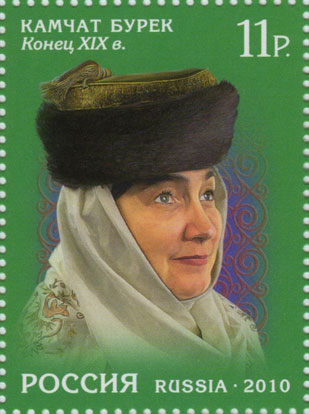 КАМЧАТ БУРЕК
Конец XIX в.
11Р.
РОССИЯ RUSSIA · 2010